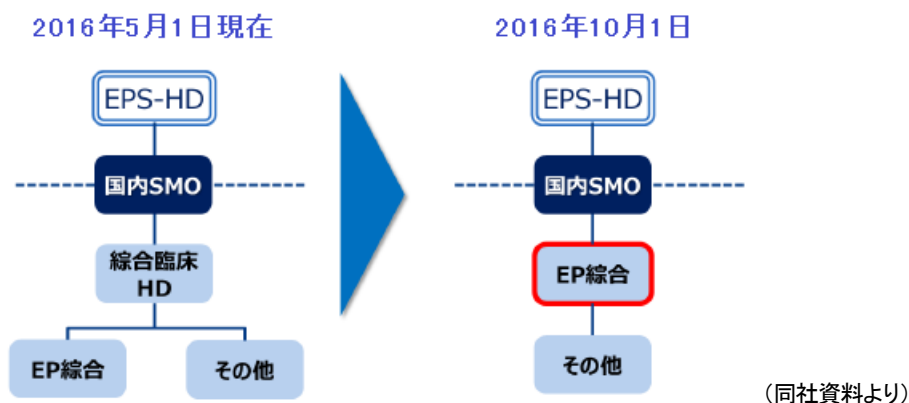 2016年5月1日現在
2016年10月1日
EPS-HD
EPS-HD
国内SMO
国内SMO
綜合臨床
HD
EP綜合
EP綜合
その他
その他
(同社資料より)